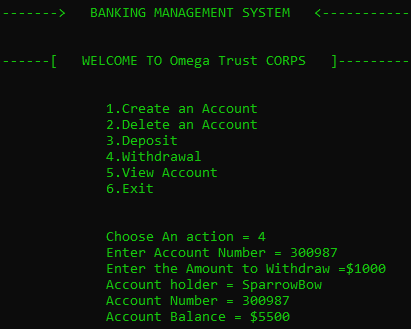 -------> BANKING MANAGEMENT SYSTEM <-----------
------[ WELCOME TO Omega Trust CORPS ]---------
1.Create an Account
2.Delete an Account
3.Deposit
4.Withdrawal
5.View Account
6.Exit
Choose An action = 4
Enter Account Number = 300987
Enter the Amount to Withdraw =$1000
Account holder = SparrowBow
Account Number = 300987
Account Balance = $5500